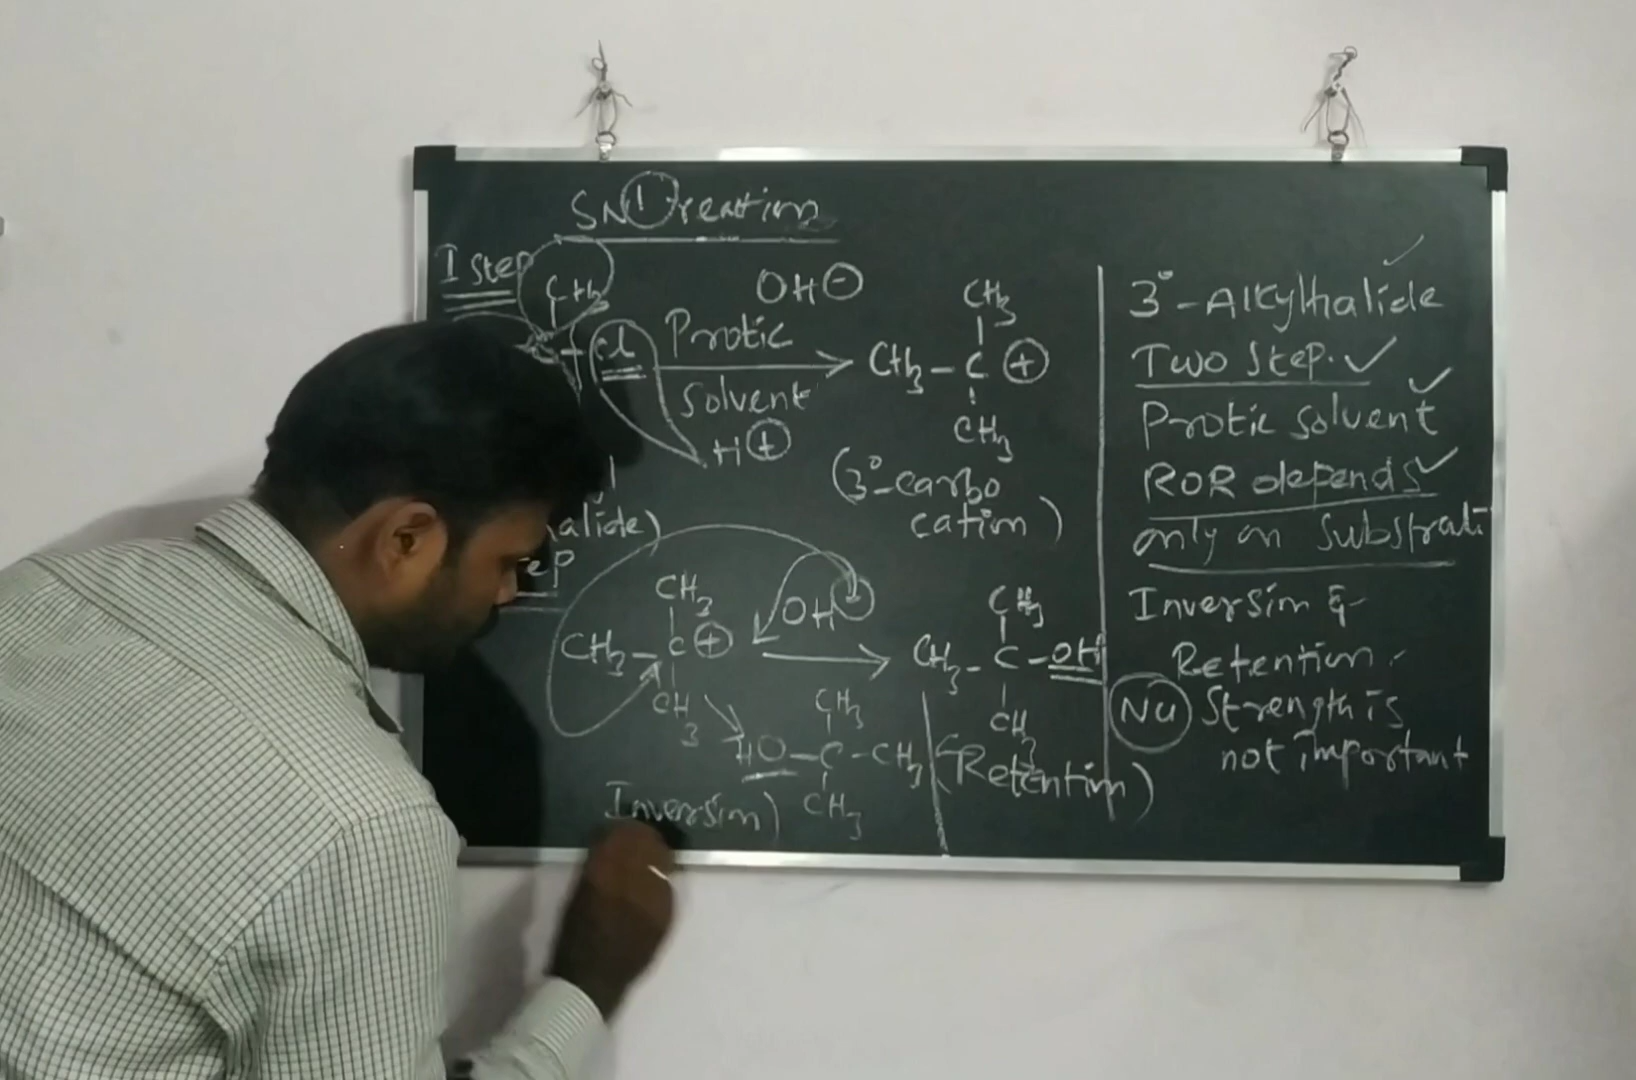 SN1 reaction
I step
CH3
Cl
Protic
Solvent
OH-
H+
CH3
CH3-C+
CH3
(3°-carbo
cation)
alide)
ep
CH3
CH3-C+
CH3
OH-
CH3
CH3-C-OH
CH3
(Retention)
CH3
HO-C-CH3
CH3
Inversion)
3°-Alkylhalide
Two Step.
Protic solvent
ROR depends
only on substrate
Inversion &
Retention.
Nu Strength is
not important